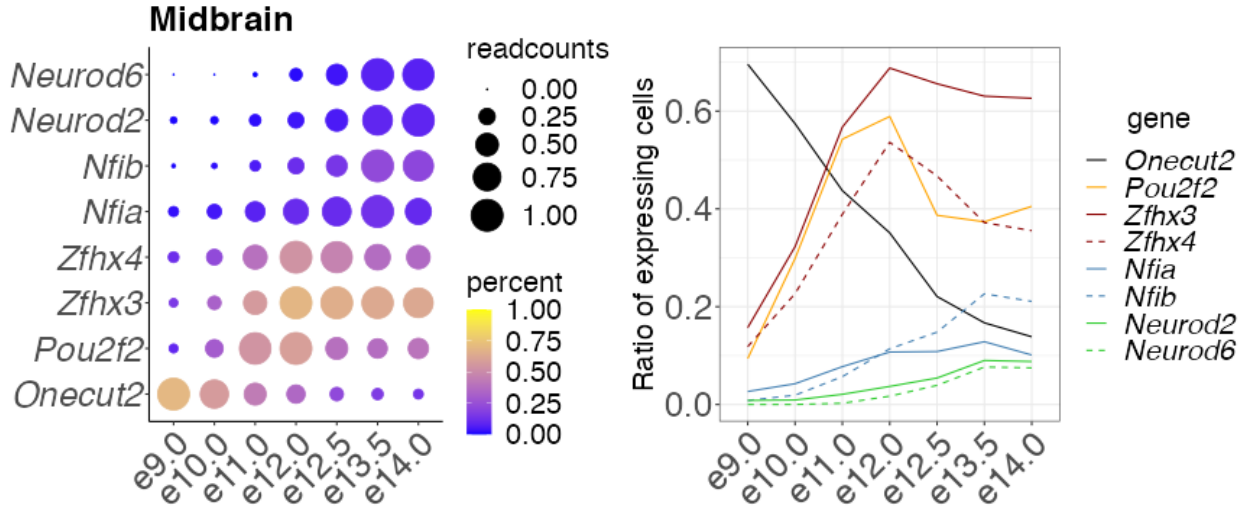 Midbrain
Neurod6
Neurod2
Nfib
Nfia
Zfhx4
Zfhx3
Pou2f2
Onecut2
e9.0
e10.0
e11.0
e12.0
e12.5
e13.5
e14.0
readcounts
0.00
0.25
0.50
0.75
1.00
percent
1.00
0.75
0.50
0.25
0.00
Ratio of expressing cells
0.6
0.4
0.2
0.0
e9.0
e10.0
e11.0
e12.0
e12.5
e13.5
e14.0
gene
Onecut2
Pou2f2
Zfhx3
Zfhx4
Nfia
Nfib
Neurod2
Neurod6